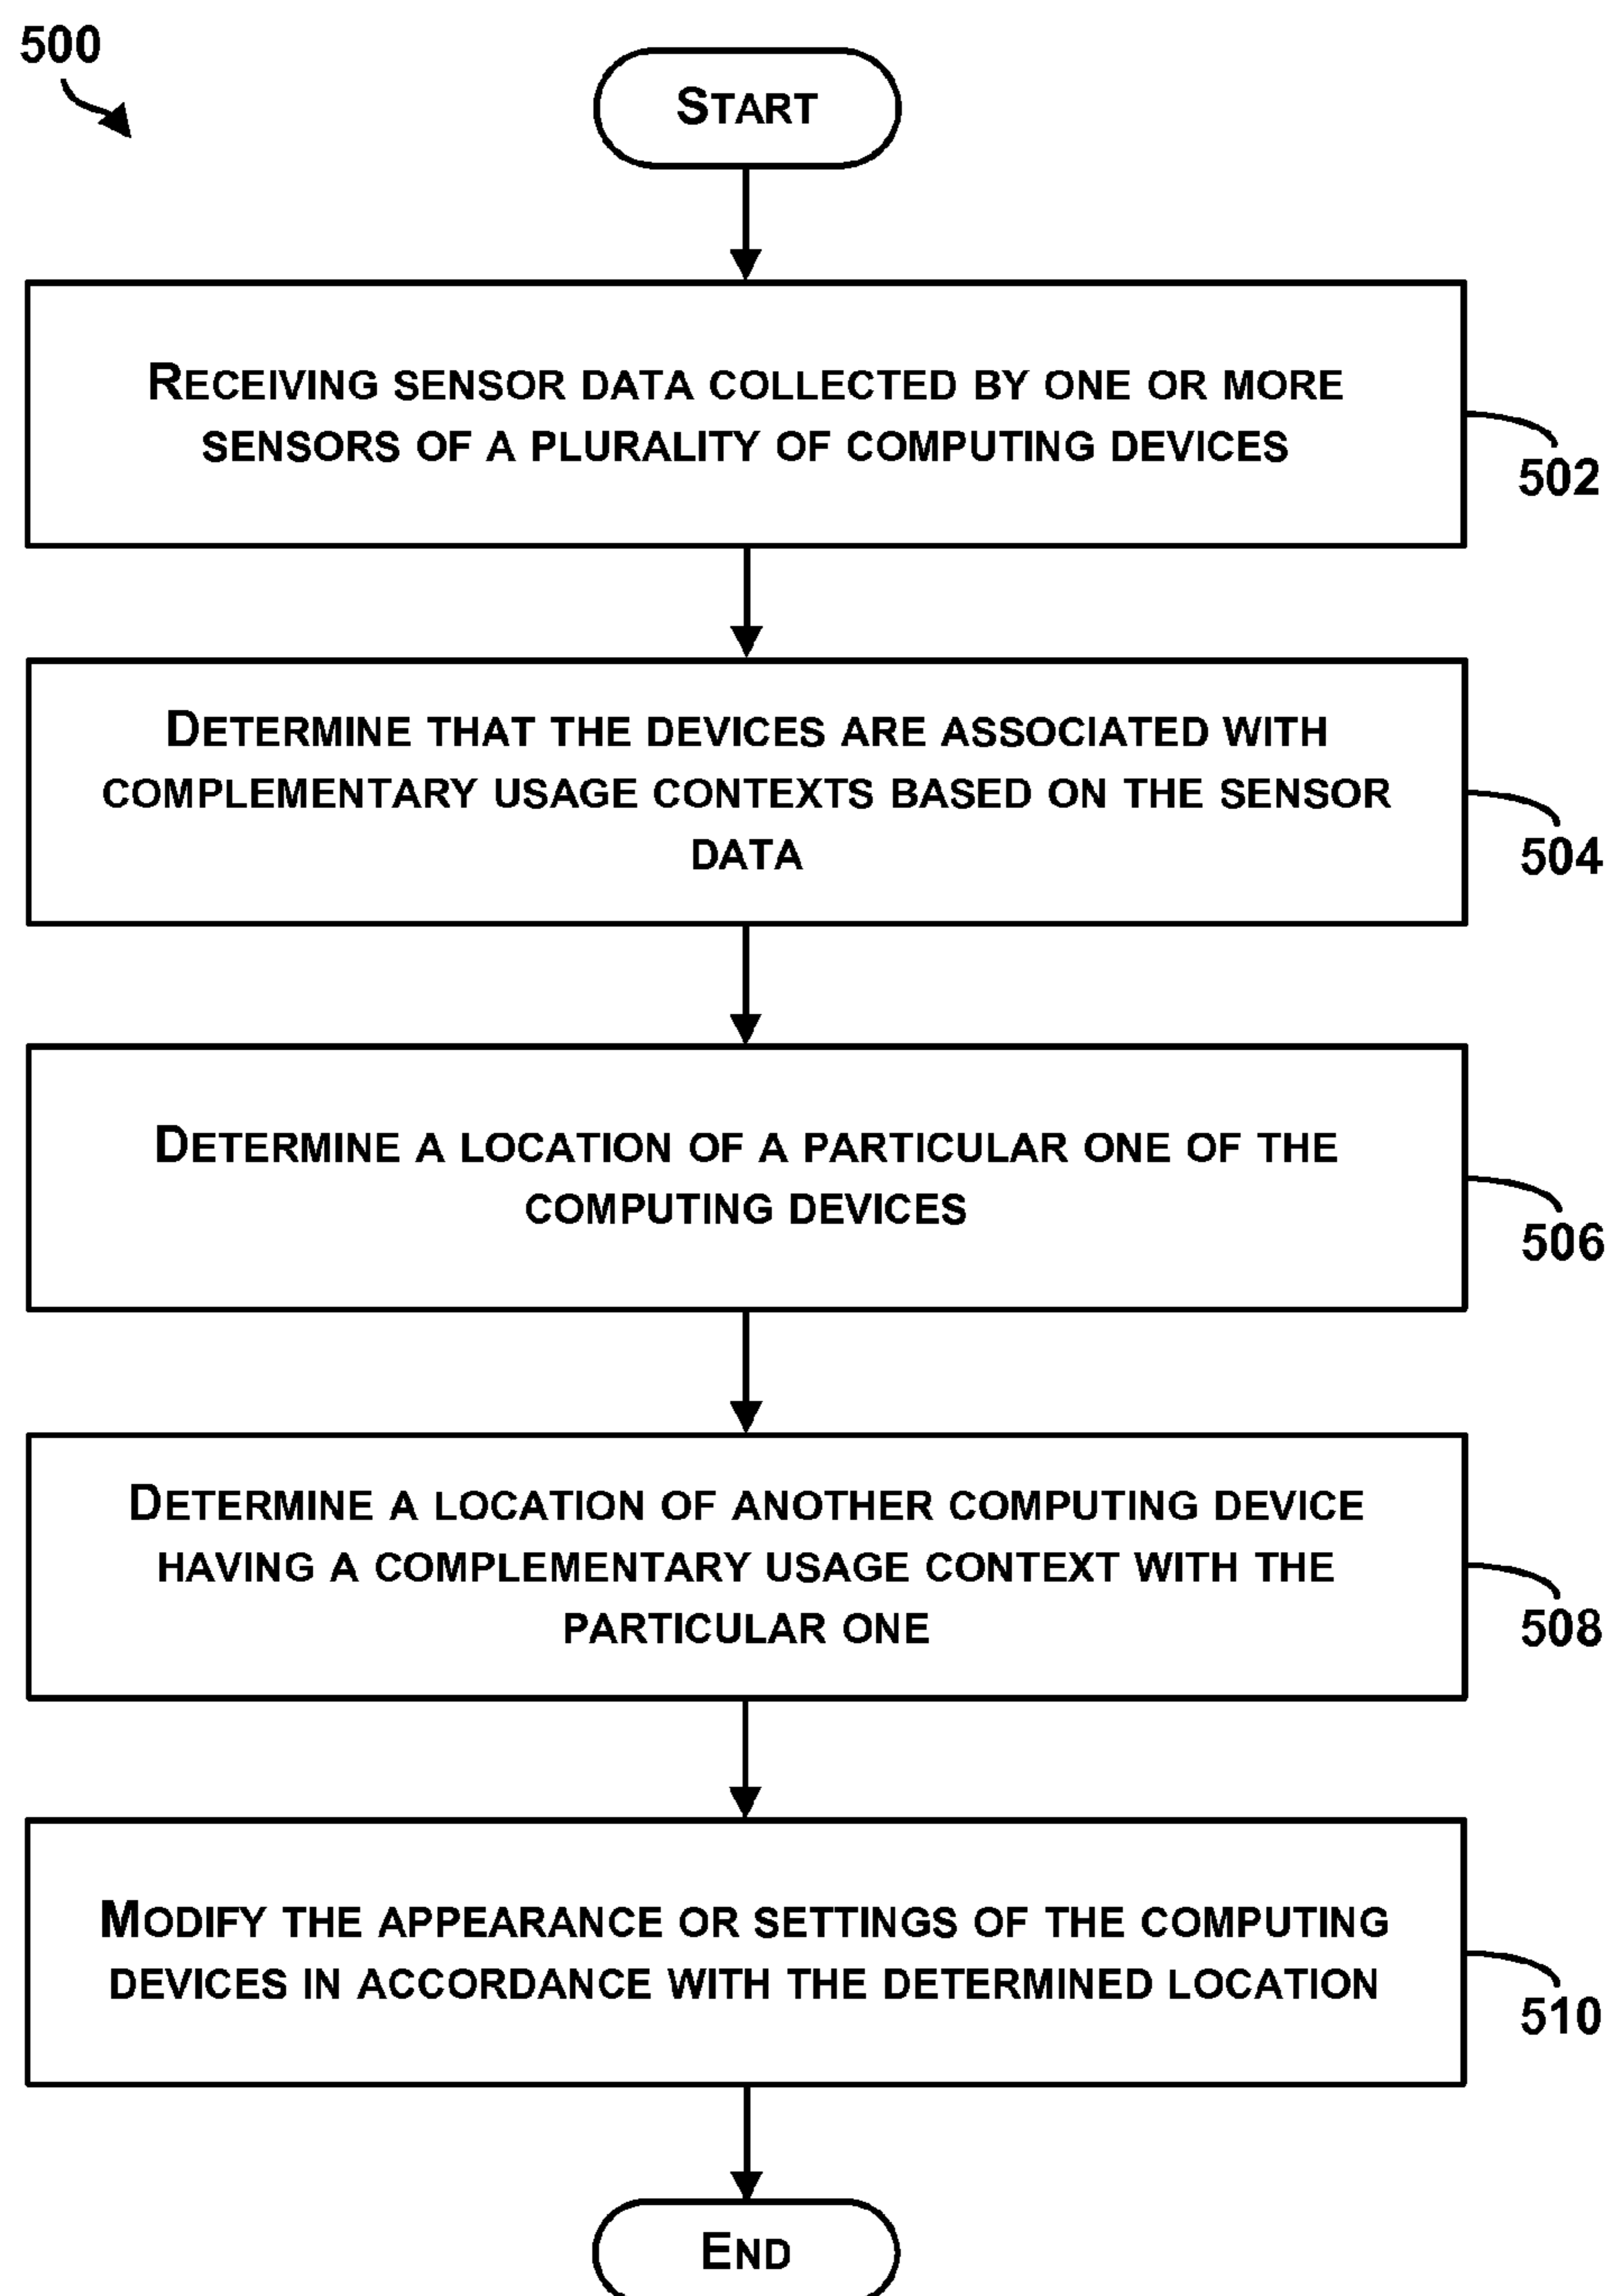 500
START
RECEIVING SENSOR DATA COLLECTED BY ONE OR MORE
SENSORS OF A PLURALITY OF COMPUTING DEVICES
502
DETERMINE THAT THE DEVICES ARE ASSOCIATED WITH
COMPLEMENTARY USAGE CONTEXTS BASED ON THE SENSOR
DATA
504
DETERMINE A LOCATION OF A PARTICULAR ONE OF THE
COMPUTING DEVICES
506
DETERMINE A LOCATION OF ANOTHER COMPUTING DEVICE
HAVING A COMPLEMENTARY USAGE CONTEXT WITH THE
PARTICULAR ONE
508
MODIFY THE APPEARANCE OR SETTINGS OF THE COMPUTING
DEVICES IN ACCORDANCE WITH THE DETERMINED LOCATION
510
END